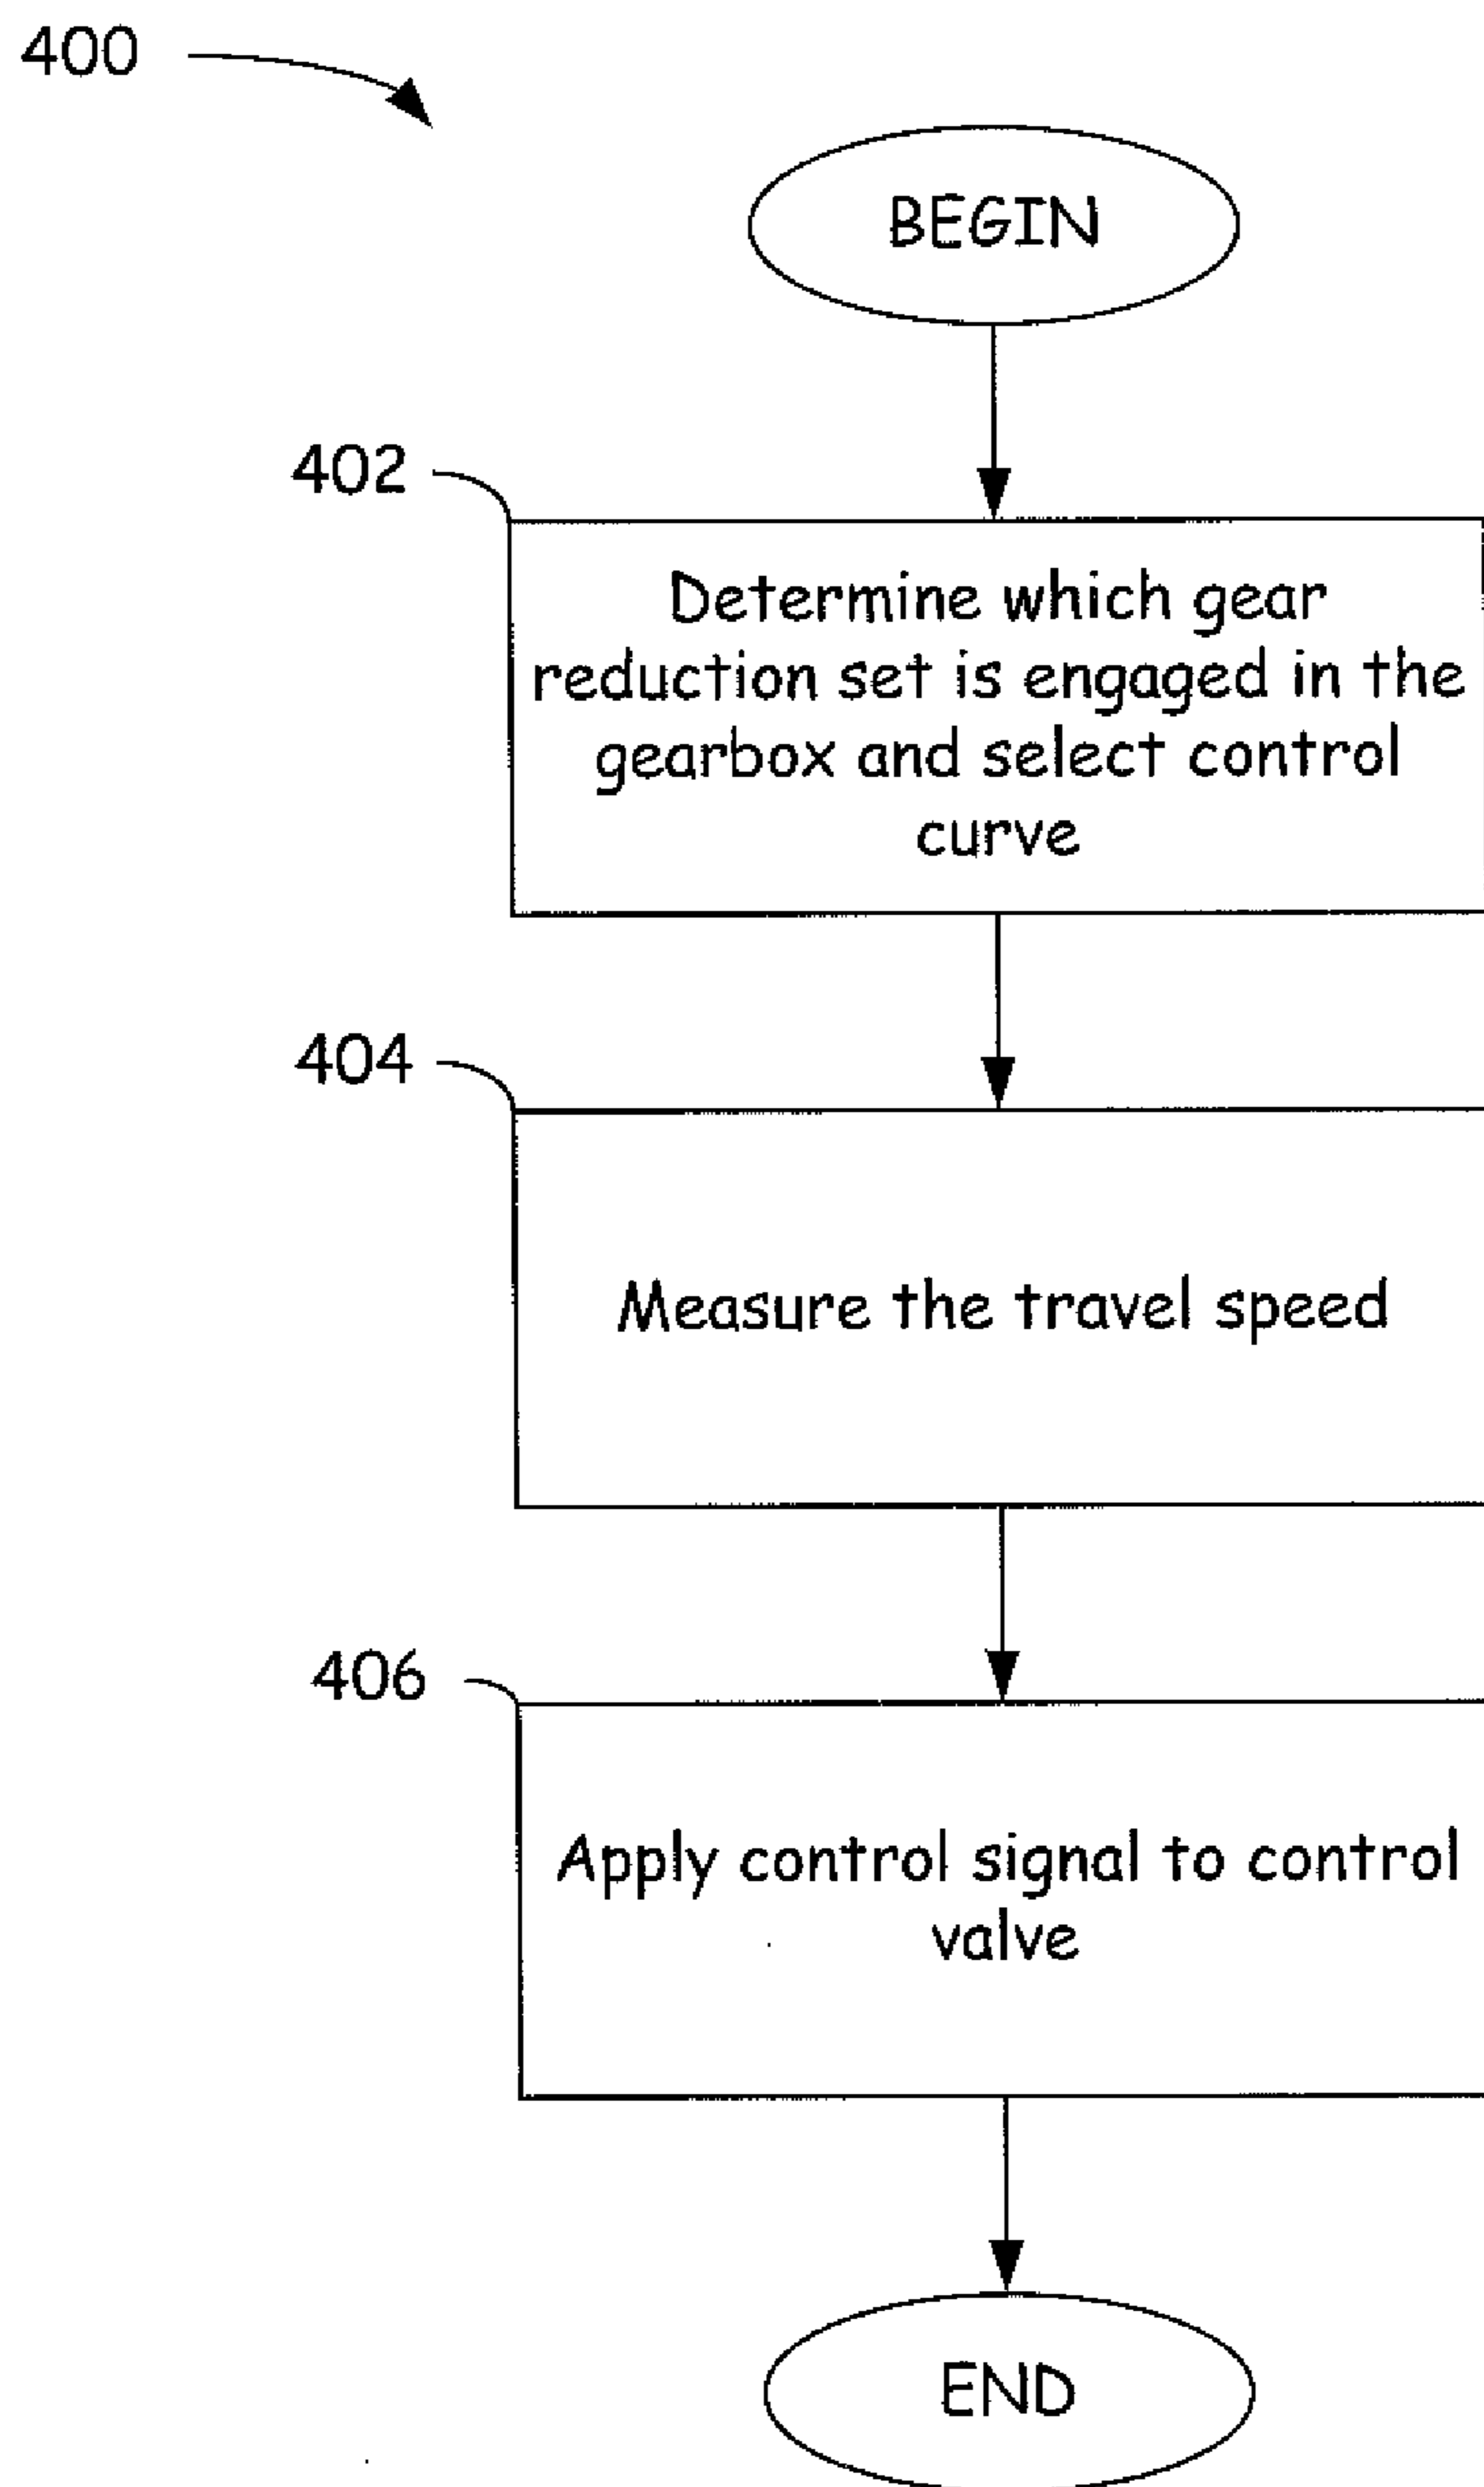 400
BEGIN
402
Determine which gear
reduction set is engaged in the
gearbox and select control
curve
404
Measure the travel speed
406
Apply control signal to control
valve
END